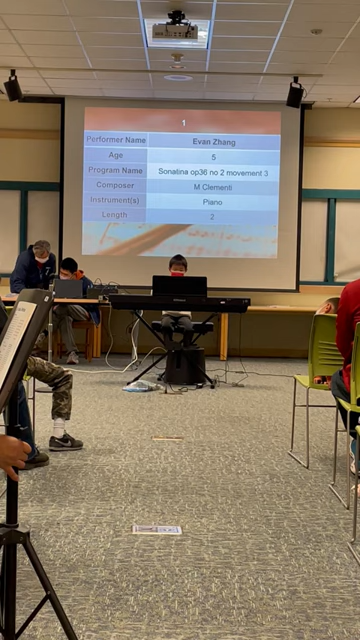 1
Performer Name Evan Zhang
Age 5
Program Name Sonatina op36 no 2 movement 3
Composer M Clementi
Instrument(s) Piano
Length 2